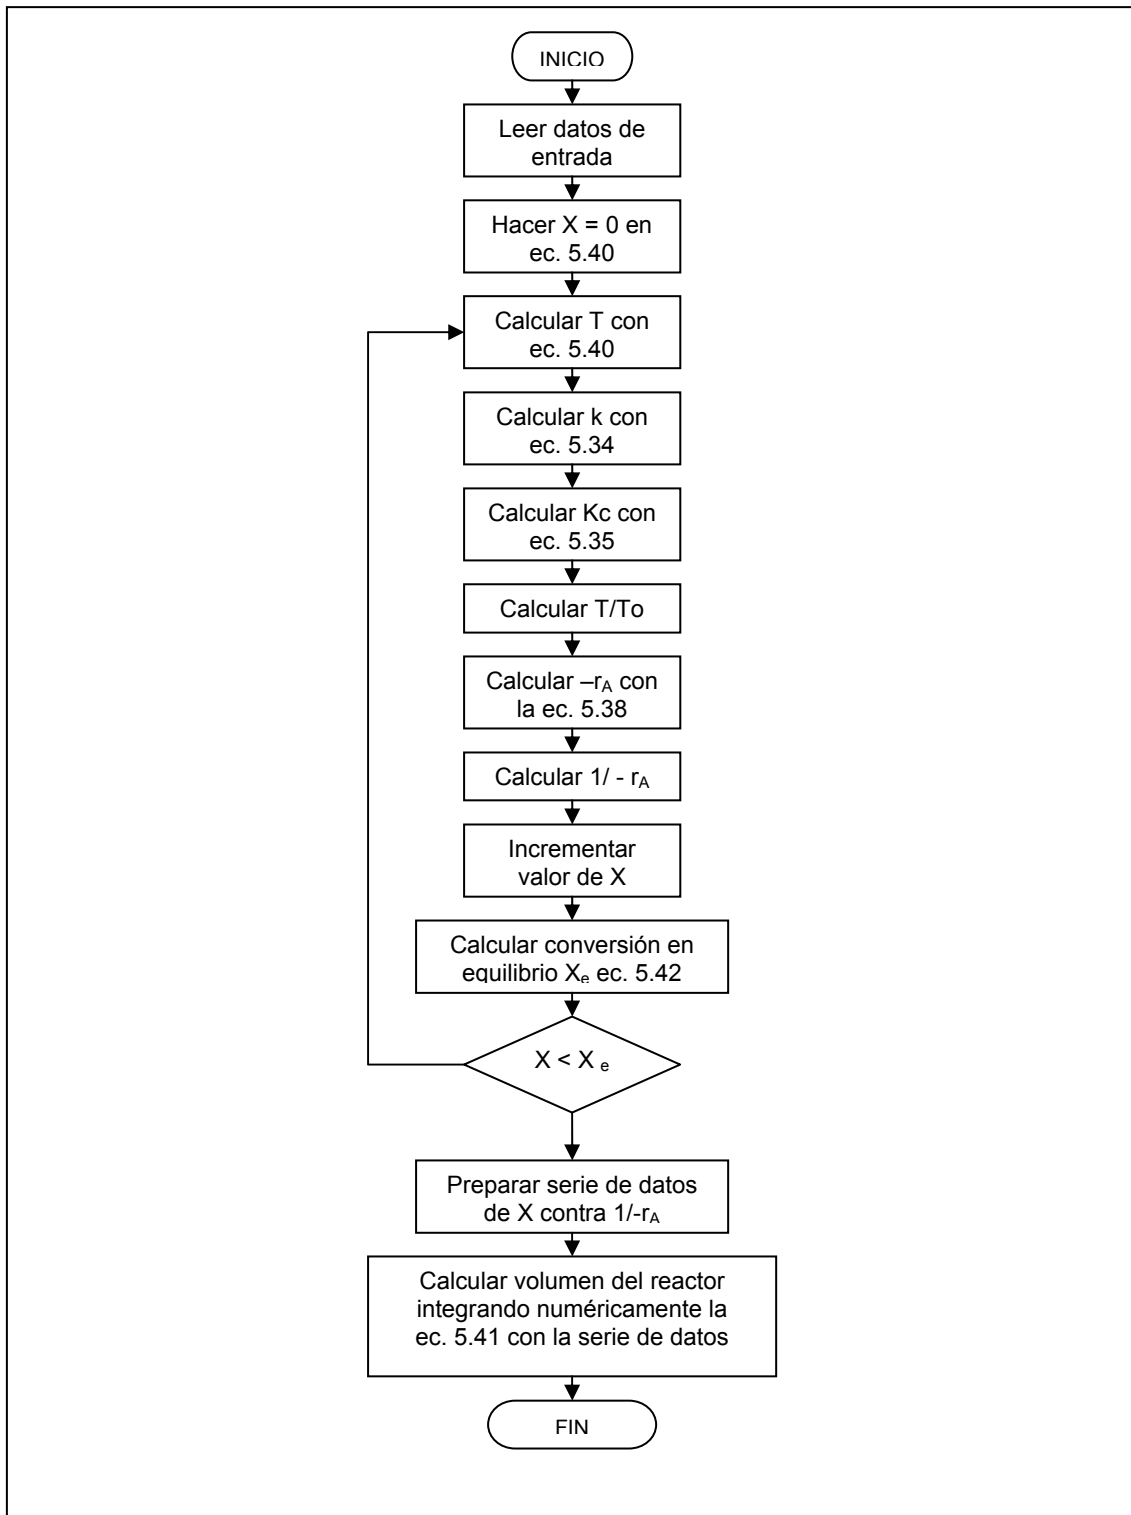 INICIO
Leer datos de
entrada
Hacer X = 0 en
ec. 5.40
Calcular T con
ec. 5.40
Calcular k con
ec. 5.34
Calcular Kc con
ec. 5.35
Calcular T/To
Calcular –rA con
la ec. 5.38
Calcular 1/ - rA
Incrementar
valor de X
Calcular conversión en
equilibrio Xe ec. 5.42
X < X e
Preparar serie de datos
de X contra 1/-rA
Calcular volumen del reactor
integrando numéricamente la
ec. 5.41 con la serie de datos
FIN